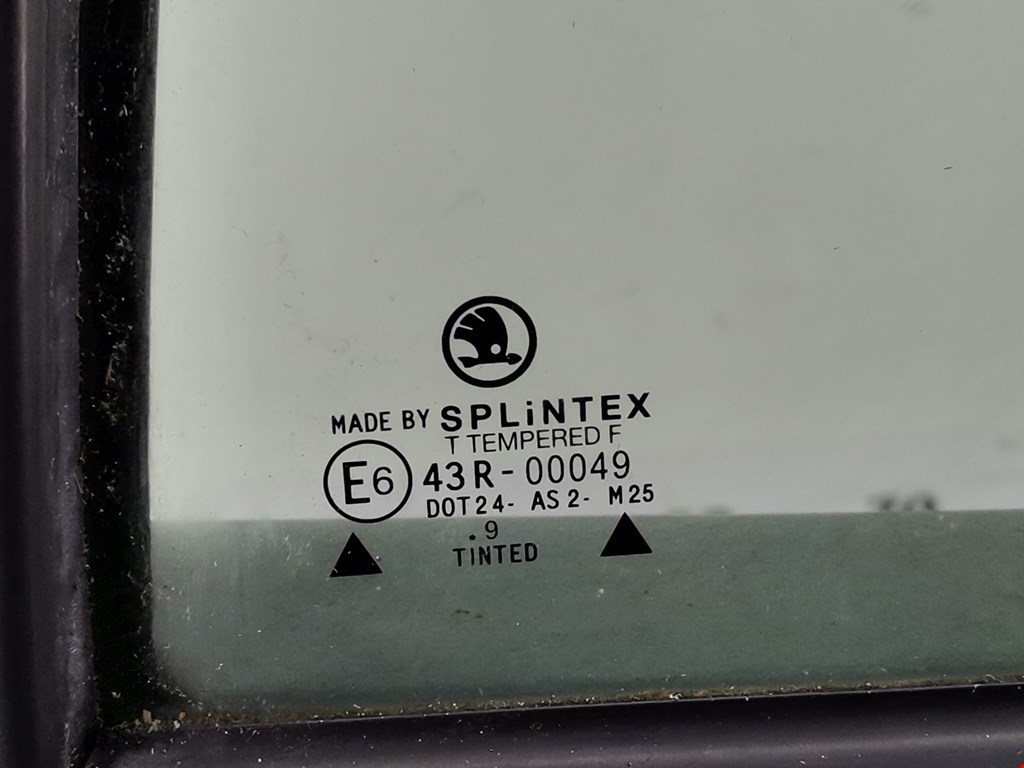 MADE BY SPLiNTEX
T TEMPERED F
E6 43R-00049
DOT24- AS2- M25
.9
TINTED